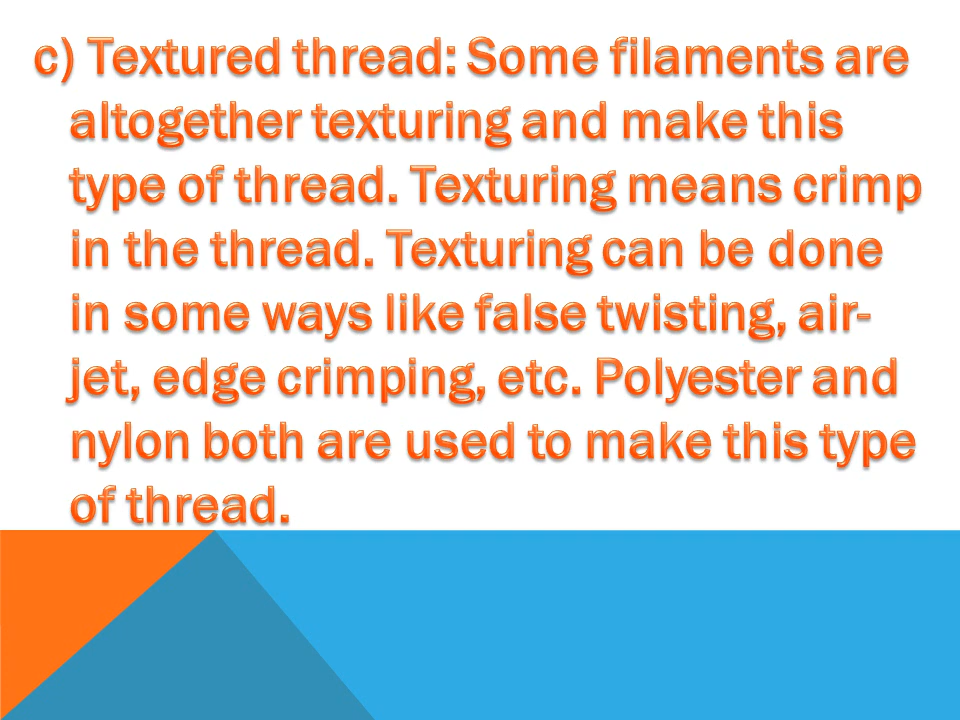 c) Textured thread: Some filaments are
altogether texturing and make this
type of thread. Texturing means crimp
in the thread. Texturing can be done
in some ways like false twisting, air-
jet, edge crimping, etc. Polyester and
nylon both are used to make this type
of thread.